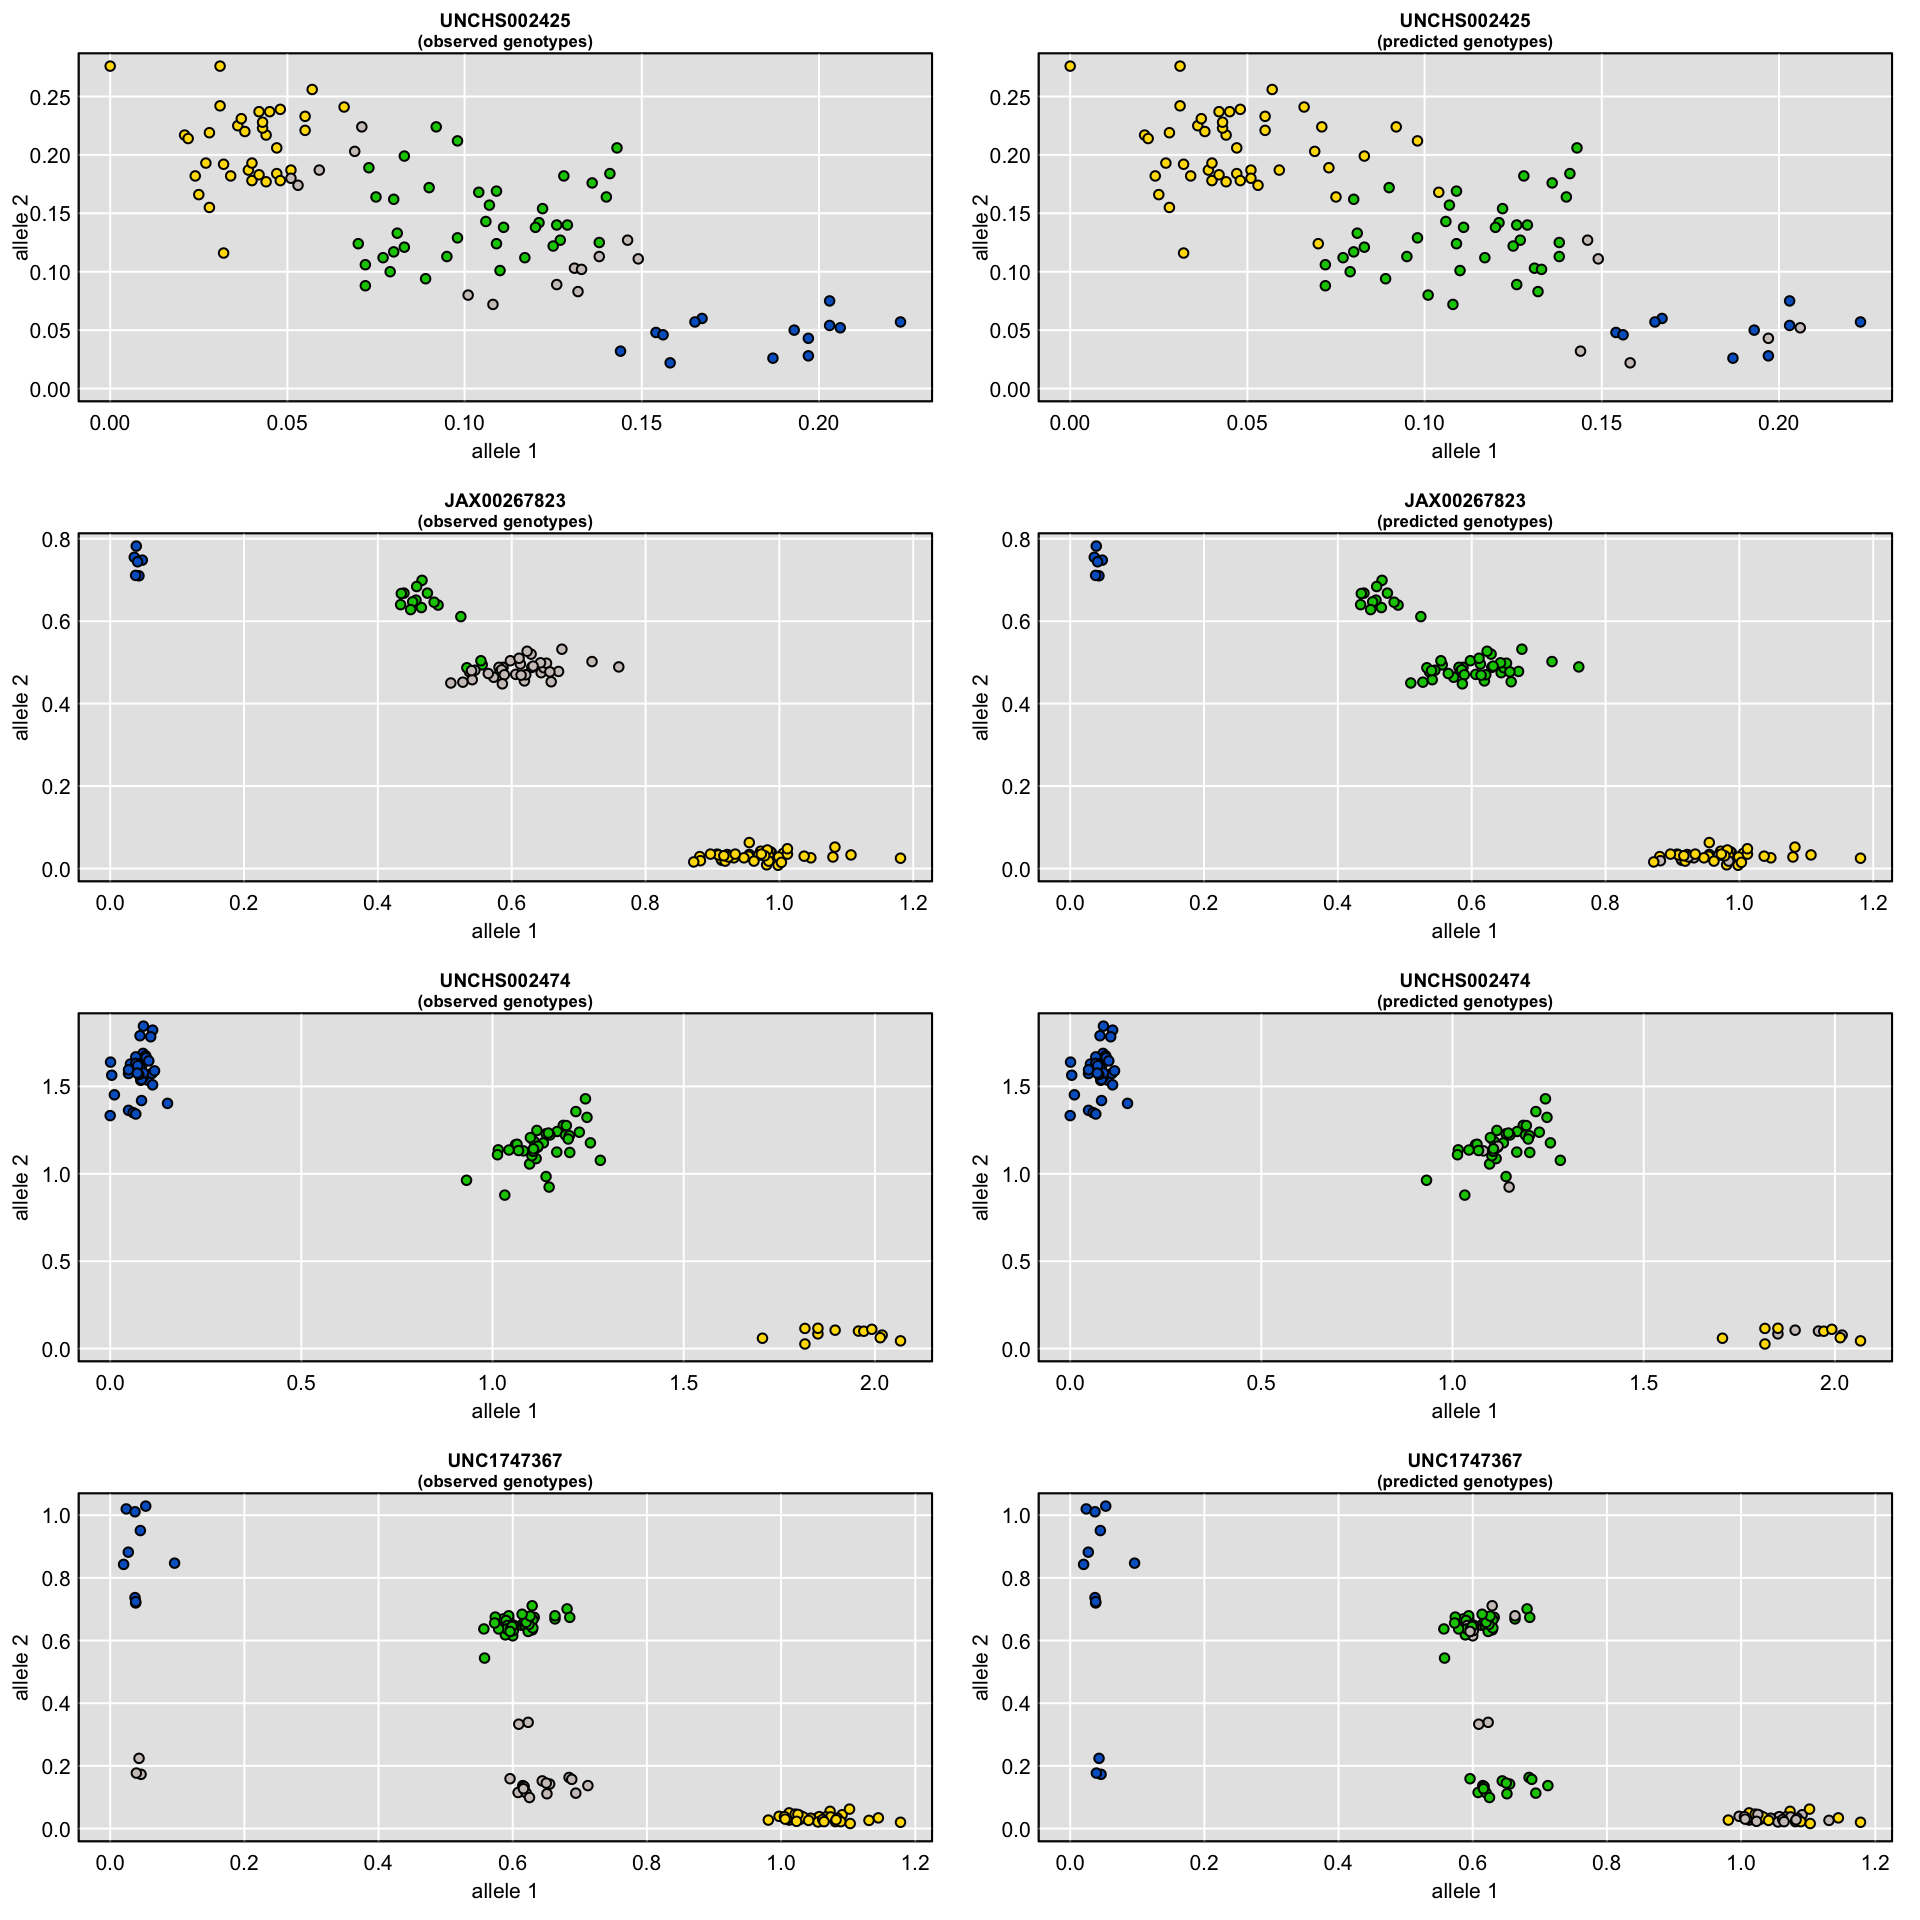 UNCHS002425
(observed genotypes)
allele 2
0.25
0.20
0.15
0.10
0.05
0.00
0.00 0.05 0.10 0.15 0.20
allele 1
UNCHS002425
(predicted genotypes)
allele 2
0.25
0.20
0.15
0.10
0.05
0.00
0.00 0.05 0.10 0.15 0.20
allele 1
JAX00267823
(observed genotypes)
allele 2
0.8
0.6
0.4
0.2
0.0
0.0 0.2 0.4 0.6 0.8 1.0 1.2
allele 1
JAX00267823
(predicted genotypes)
allele 2
0.8
0.6
0.4
0.2
0.0
0.0 0.2 0.4 0.6 0.8 1.0 1.2
allele 1
UNCHS002474
(observed genotypes)
allele 2
1.5
1.0
0.5
0.0
0.0 0.5 1.0 1.5 2.0
allele 1
UNCHS002474
(predicted genotypes)
allele 2
1.5
1.0
0.5
0.0
0.0 0.5 1.0 1.5 2.0
allele 1
UNC1747367
(observed genotypes)
allele 2
1.0
0.8
0.6
0.4
0.2
0.0
0.0 0.2 0.4 0.6 0.8 1.0 1.2
allele 1
UNC1747367
(predicted genotypes)
allele 2
1.0
0.8
0.6
0.4
0.2
0.0
0.0 0.2 0.4 0.6 0.8 1.0 1.2
allele 1